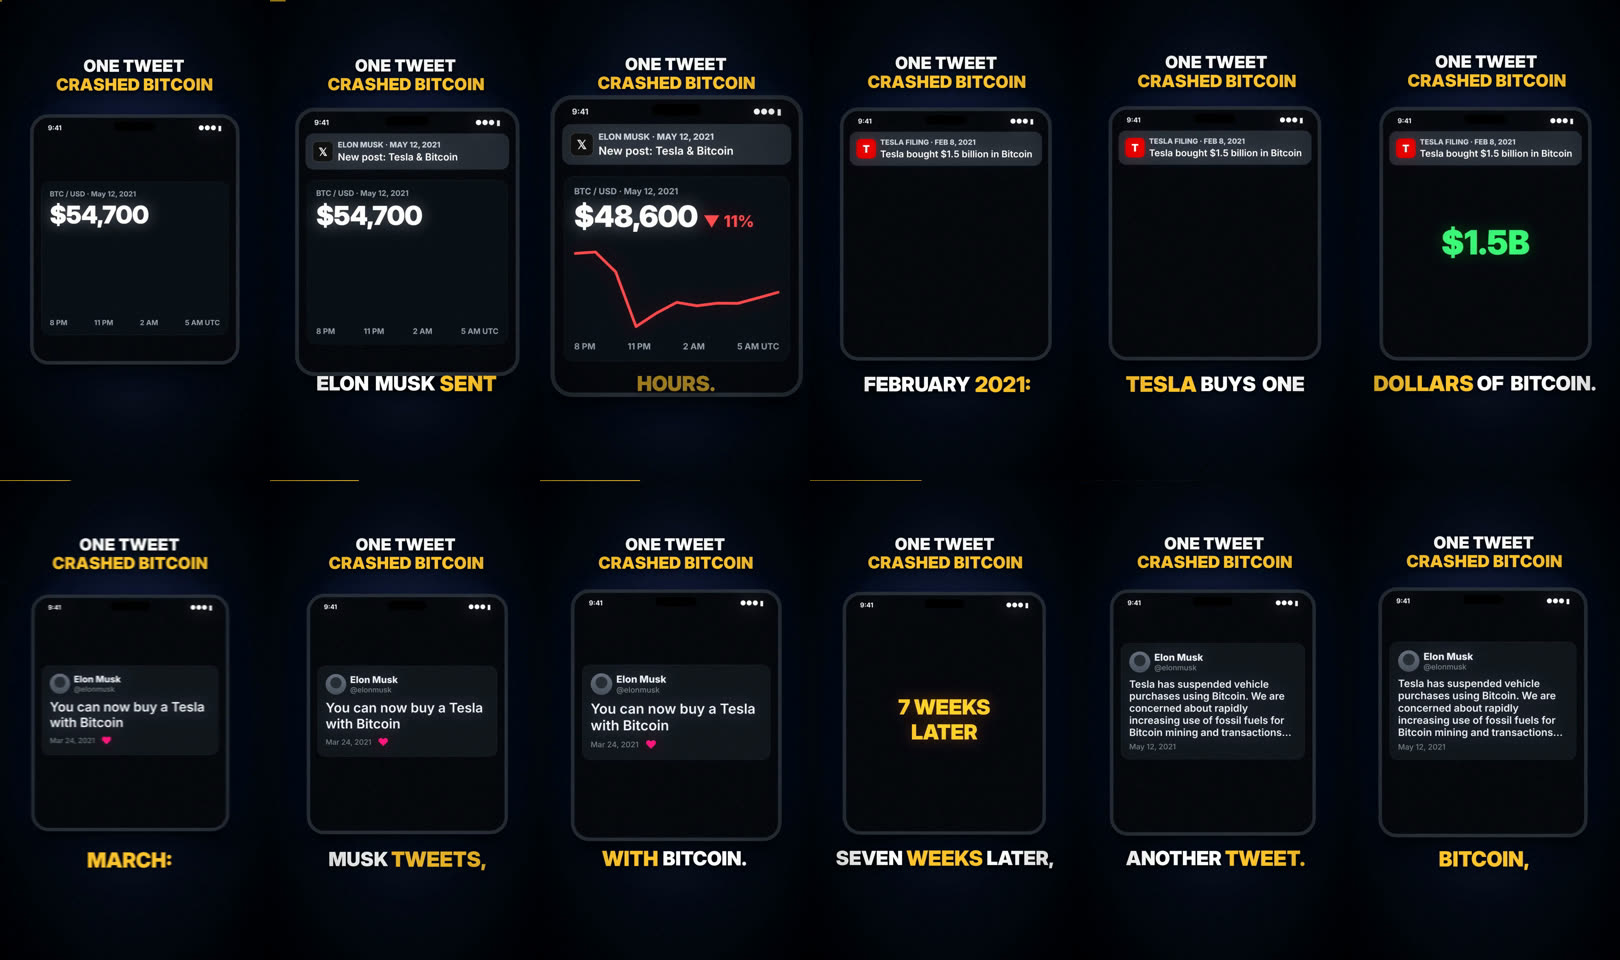 ONE TWEET
CRASHED BITCOIN
9:41
BTC / USD · May 12, 2021
$54,700
8 PM 11 PM 2 AM 5 AM UTC
ONE TWEET
CRASHED BITCOIN
9:41
ELON MUSK · MAY 12, 2021
New post: Tesla & Bitcoin
BTC / USD · May 12, 2021
$54,700
8 PM 11 PM 2 AM 5 AM UTC
ELON MUSK SENT
ONE TWEET
CRASHED BITCOIN
9:41
ELON MUSK · MAY 12, 2021
New post: Tesla & Bitcoin
BTC / USD · May 12, 2021
$48,600 ▼ 11%
8 PM 11 PM 2 AM 5 AM UTC
HOURS.
ONE TWEET
CRASHED BITCOIN
9:41
T
TESLA FILING · FEB 8, 2021
Tesla bought $1.5 billion in Bitcoin
FEBRUARY 2021:
ONE TWEET
CRASHED BITCOIN
9:41
T
TESLA FILING · FEB 8, 2021
Tesla bought $1.5 billion in Bitcoin
TESLA BUYS ONE
ONE TWEET
CRASHED BITCOIN
9:41
T
TESLA FILING · FEB 8, 2021
Tesla bought $1.5 billion in Bitcoin
$1.5B
DOLLARS OF BITCOIN.
ONE TWEET
CRASHED BITCOIN
9:41
Elon Musk
@elonmusk
You can now buy a Tesla
with Bitcoin
Mar 24, 2021
MARCH:
ONE TWEET
CRASHED BITCOIN
9:41
Elon Musk
@elonmusk
You can now buy a Tesla
with Bitcoin
Mar 24, 2021
MUSK TWEETS,
ONE TWEET
CRASHED BITCOIN
9:41
Elon Musk
@elonmusk
You can now buy a Tesla
with Bitcoin
Mar 24, 2021
WITH BITCOIN.
ONE TWEET
CRASHED BITCOIN
9:41
7 WEEKS
LATER
SEVEN WEEKS LATER,
ONE TWEET
CRASHED BITCOIN
9:41
Elon Musk
@elonmusk
Tesla has suspended vehicle
purchases using Bitcoin. We are
concerned about rapidly
increasing use of fossil fuels for
Bitcoin mining and transactions…
May 12, 2021
ANOTHER TWEET.
ONE TWEET
CRASHED BITCOIN
9:41
Elon Musk
@elonmusk
Tesla has suspended vehicle
purchases using Bitcoin. We are
concerned about rapidly
increasing use of fossil fuels for
Bitcoin mining and transactions…
May 12, 2021
BITCOIN,